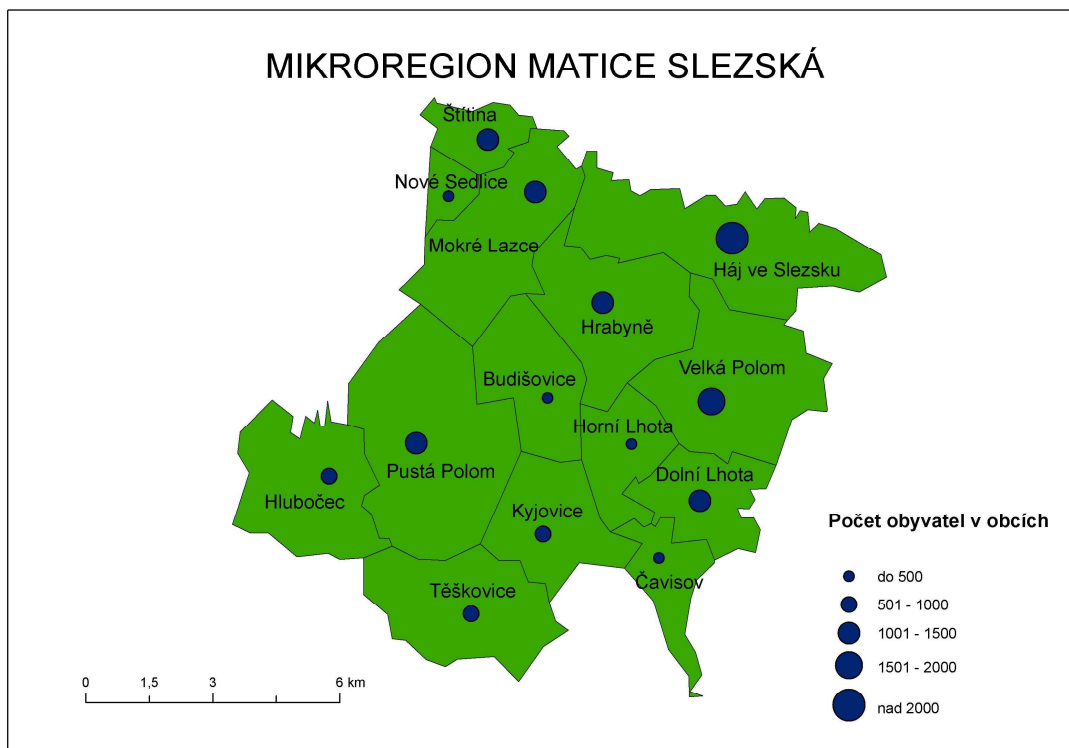 MIKROREGION MATICE SLEZSKÁ
Štítina
Nové Sedlice
Mokré Lazce
Háj ve Slezsku
Hrabyně
Velká Polom
Budišovice
Horní Lhota
Pustá Polom
Dolní Lhota
Hlubočec
Kyjovice
Čavisov
Těškovice
Počet obyvatel v obcích
do 500
501 - 1000
1001 - 1500
1501 - 2000
nad 2000
0 1,5 3 6 km